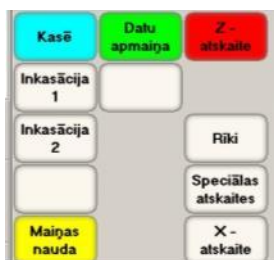 Kasē
Datu
apmaiņa
Z -
atskaite
Inkasācija
1
Inkasācija
2
Rīki
Speciālas
atskaites
Maiņas
nauda
X -
atskaite